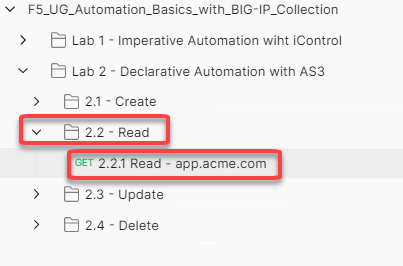 F5_UG_Automation_Basics_with_BIG-IP_Collection
Lab 1 - Imperative Automation wiht iControl
Lab 2 - Declarative Automation with AS3
2.1 - Create
2.2 - Read
GET 2.2.1 Read - app.acme.com
2.3 - Update
2.4 - Delete